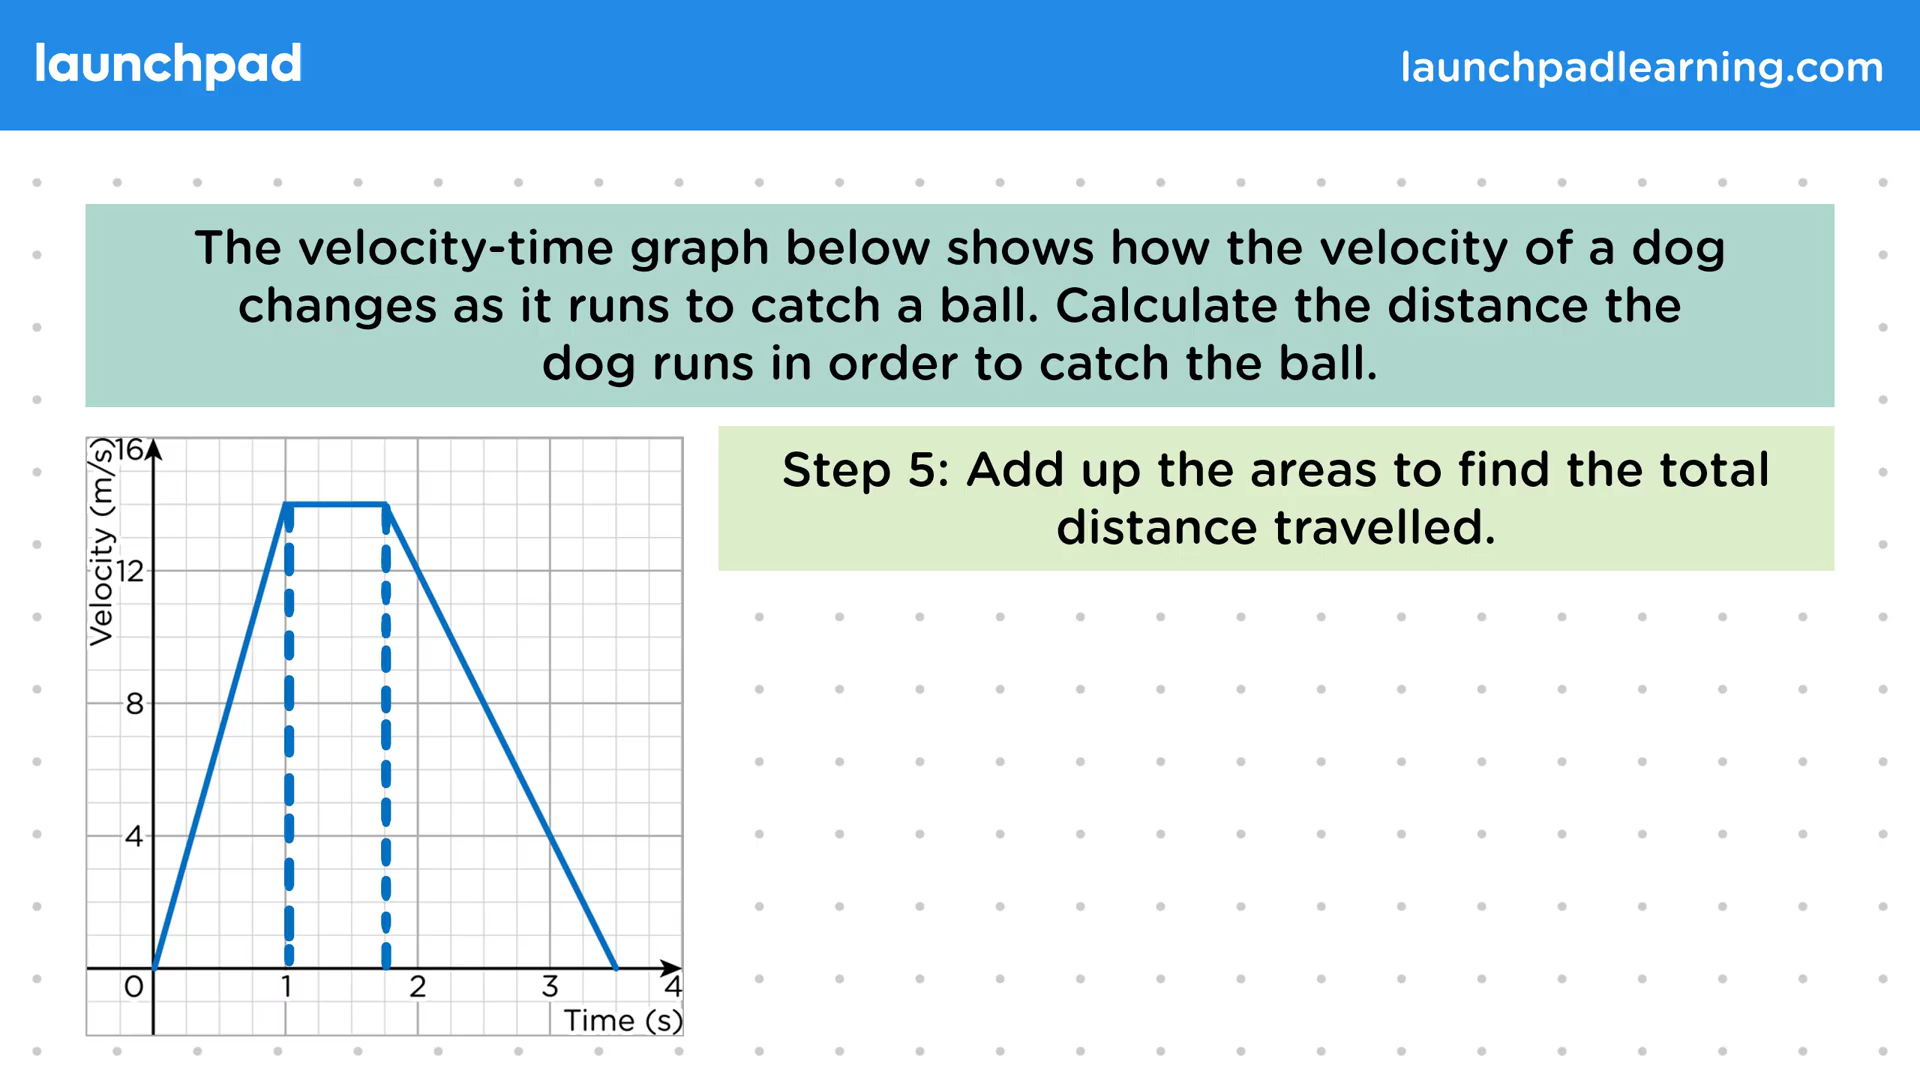 launchpad
launchpadlearning.com
The velocity-time graph below shows how the velocity of a dog
changes as it runs to catch a ball. Calculate the distance the
dog runs in order to catch the ball.
Step 5: Add up the areas to find the total
distance travelled.
Velocity (m/s)
16
12
8
4
0
1
2
3
4
Time (s)